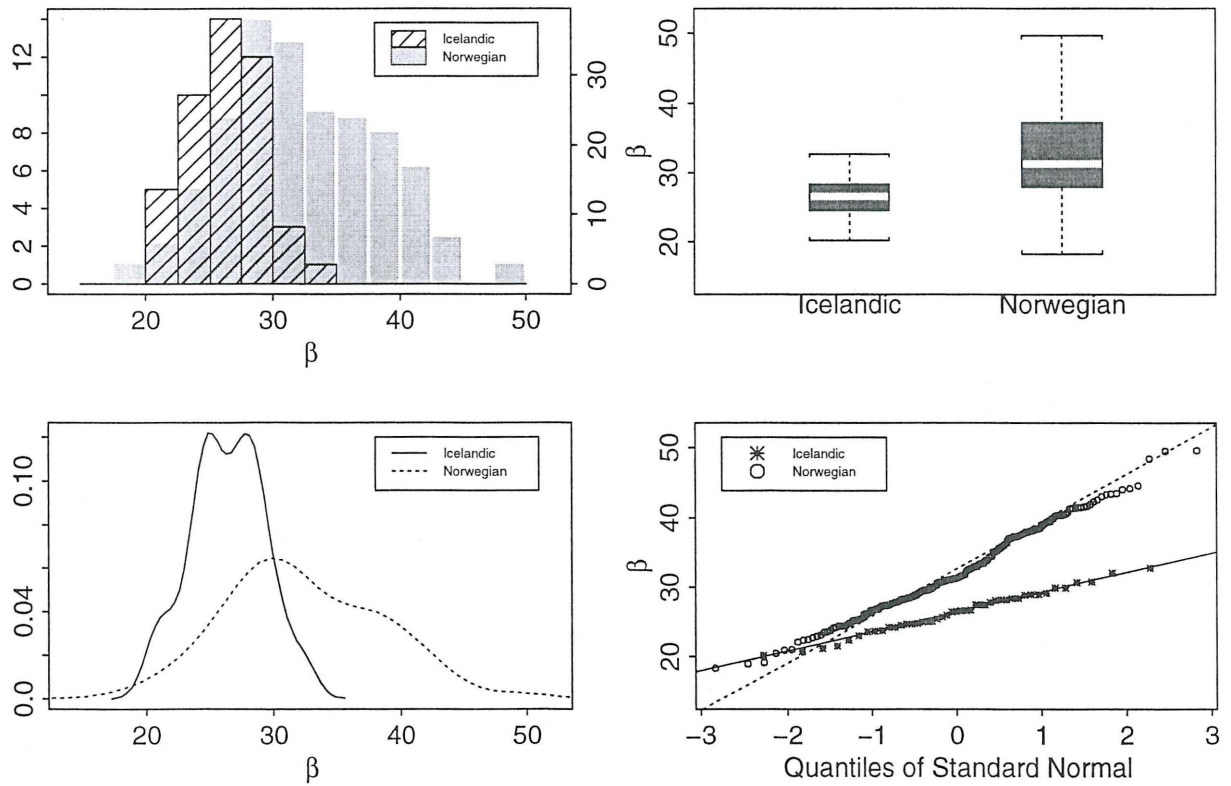 Icelandic
Norwegian
12
8
6
4
2
0
30
20
10
0
20 30 40 50
β
50
40
30
20
β
Icelandic Norwegian
Icelandic
Norwegian
0.10
0.04
0.0
20 30 40 50
β
Icelandic
Norwegian
50
40
30
20
β
-3 -2 -1 0 1 2 3
Quantiles of Standard Normal